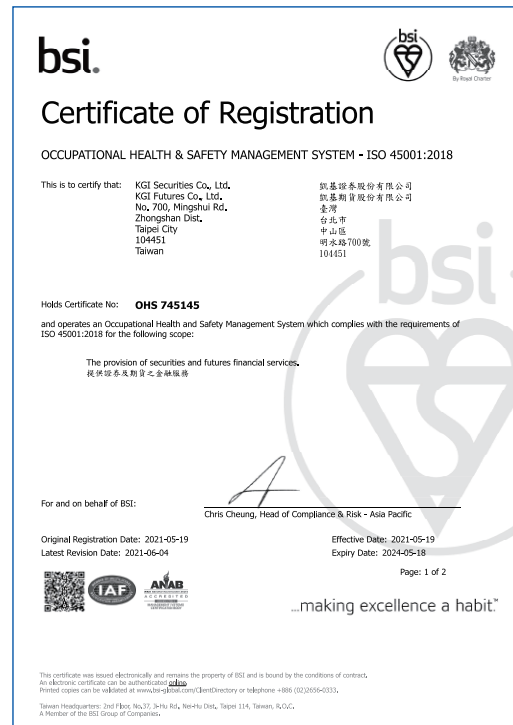 bsi.
bsi
By Royal Charter
Certificate of Registration
OCCUPATIONAL HEALTH & SAFETY MANAGEMENT SYSTEM - ISO 45001:2018
This is to certify that:
KGI Securities Co., Ltd.
KGI Futures Co., Ltd.
No. 700, Mingshui Rd.
Zhongshan Dist.
Taipei City
104451
Taiwan
凱基證券股份有限公司
凱基期貨股份有限公司
臺灣
台北市
中山區
明水路700號
104451
bsi
Holds Certificate No: OHS 745145
and operates an Occupational Health and Safety Management System which complies with the requirements of
ISO 45001:2018 for the following scope:
The provision of securities and futures financial services.
提供證券及期貨之金融服務
For and on behalf of BSI:
Chris Cheung, Head of Compliance & Risk - Asia Pacific
Original Registration Date: 2021-05-19
Effective Date: 2021-05-19
Latest Revision Date: 2021-06-04
Expiry Date: 2024-05-18
Page: 1 of 2
IAF
ANAB
ACCREDITED
...making excellence a habit.™
This certificate was issued electronically and remains the property of BSI and is bound by the conditions of contract.
An electronic certificate can be authenticated online.
Printed copies can be validated at www.bsi-global.com/ClientDirectory or telephone +886 (02)2656-0333.
Taiwan Headquarters: 2nd Floor, No.37, Ji-Hu Rd., Nei-Hu Dist., Taipei 114, Taiwan, R.O.C.
A Member of the BSI Group of Companies.